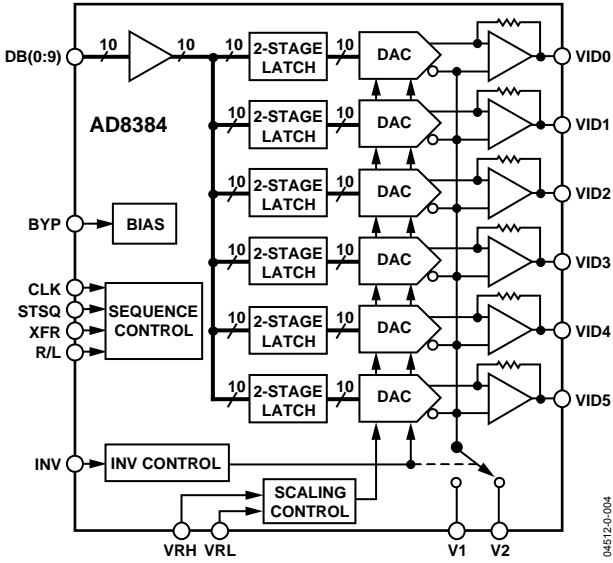 DB(0:9)
10
10
10
2-STAGE
LATCH
10
DAC
VID0
AD8384
10
2-STAGE
LATCH
10
DAC
VID1
10
2-STAGE
LATCH
10
DAC
VID2
BYP
BIAS
10
2-STAGE
LATCH
10
DAC
VID3
CLK
STSQ
XFR
R/L
SEQUENCE
CONTROL
10
2-STAGE
LATCH
10
DAC
VID4
10
2-STAGE
LATCH
10
DAC
VID5
INV
INV CONTROL
SCALING
CONTROL
VRH
VRL
V1
V2
04512-0-004